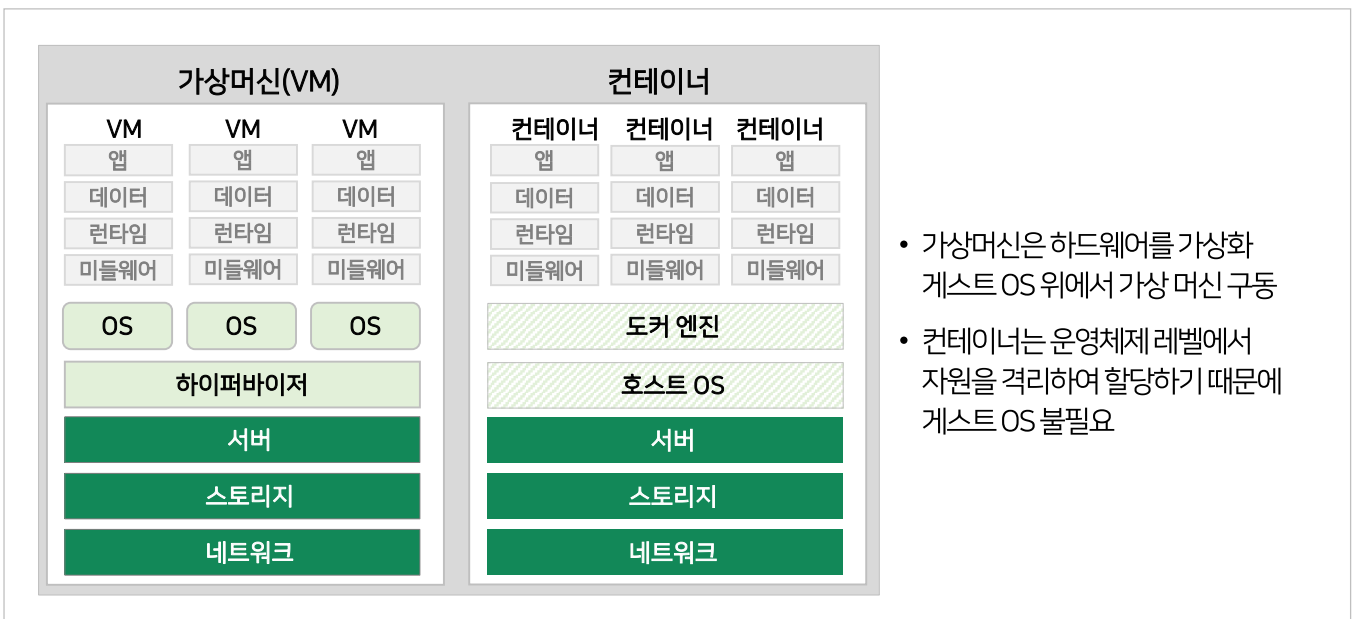 가상머신(VM)
VM VM VM
앱 앱 앱
데이터 데이터 데이터
런타임 런타임 런타임
미들웨어 미들웨어 미들웨어
OS OS OS
하이퍼바이저
서버
스토리지
네트워크
컨테이너
컨테이너 컨테이너 컨테이너
앱 앱 앱
데이터 데이터 데이터
런타임 런타임 런타임
미들웨어 미들웨어 미들웨어
도커 엔진
호스트 OS
서버
스토리지
네트워크
• 가상머신은 하드웨어를 가상화
게스트 OS 위에서 가상 머신 구동
• 컨테이너는 운영체제 레벨에서
자원을 격리하여 할당하기 때문에
게스트 OS 불필요